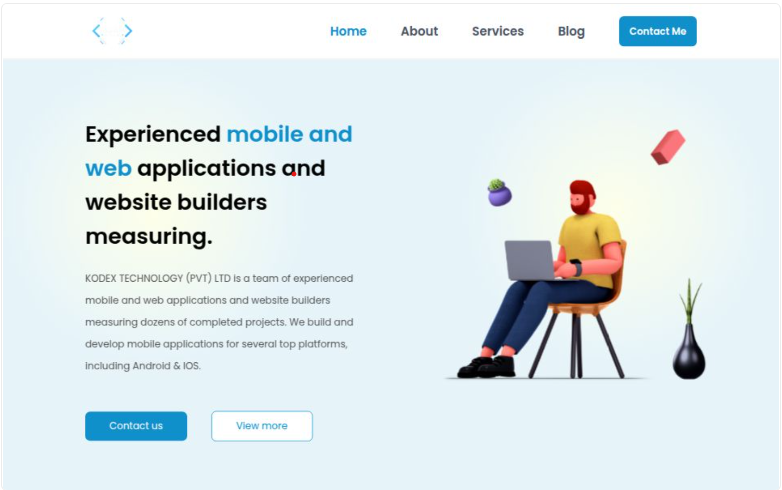 Home About Services Blog Contact Me
Experienced mobile and
web applications and
website builders
measuring.
KODEX TECHNOLOGY (PVT) LTD is a team of experienced
mobile and web applications and website builders
measuring dozens of completed projects. We build and
develop mobile applications for several top platforms,
including Android & IOS.
Contact us View more